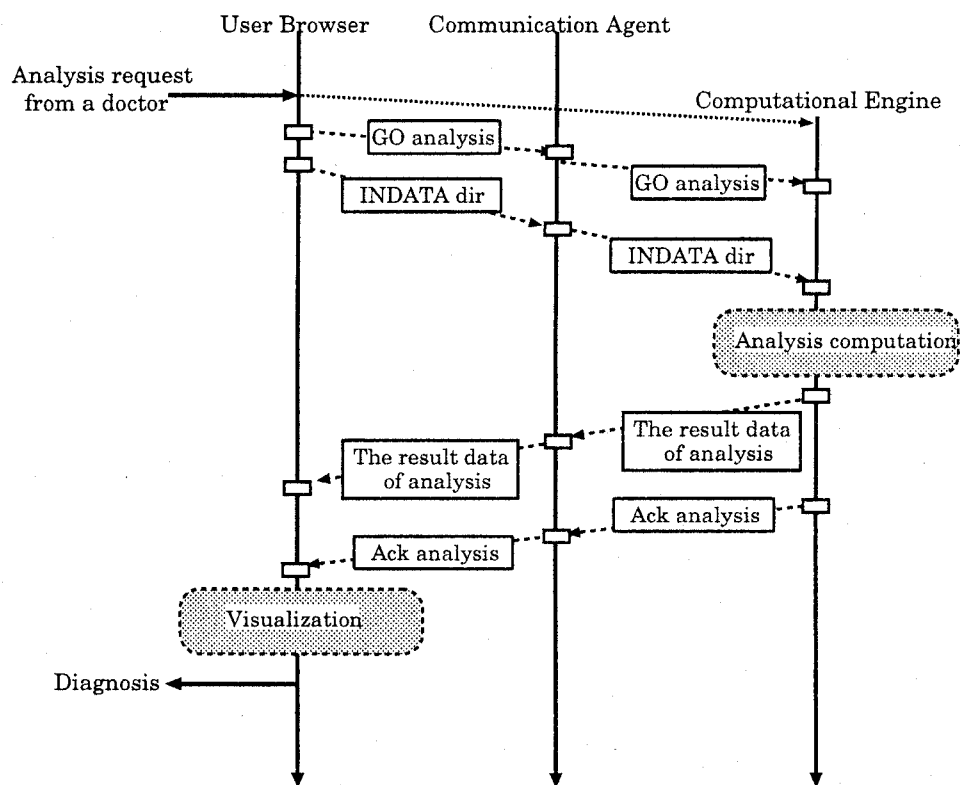 User Browser
Communication Agent
Analysis request
from a doctor
Computational Engine
GO analysis
GO analysis
INDATA dir
INDATA dir
Analysis computation
The result data
of analysis
The result data
of analysis
Ack analysis
Ack analysis
Visualization
Diagnosis